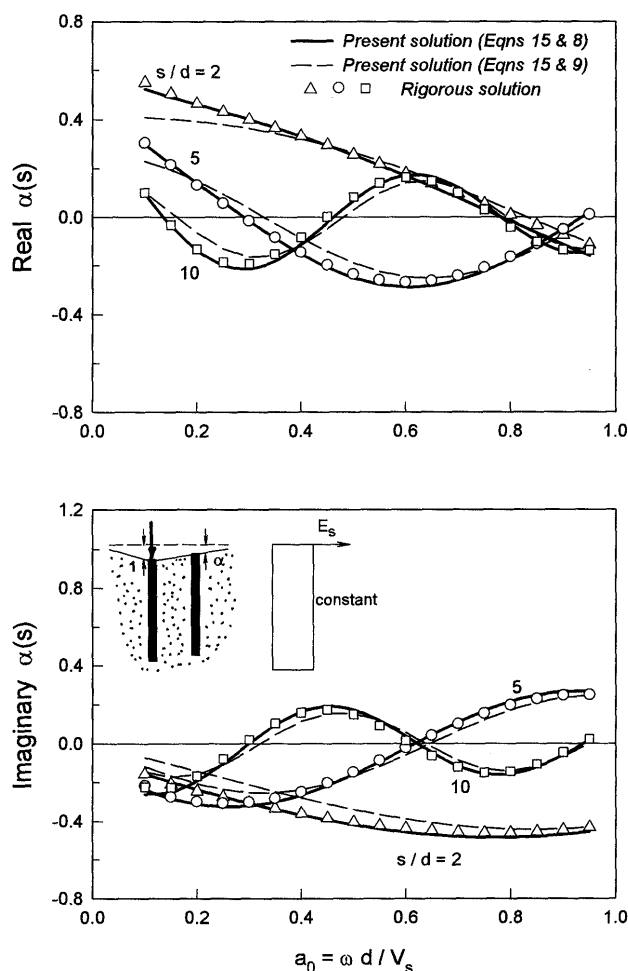 Present solution (Eqns 15 & 8)
Present solution (Eqns 15 & 9)
Rigorous solution
s / d = 2
5
10
Real α(s)
0.8
0.4
0.0
-0.4
-0.8
0.0 0.2 0.4 0.6 0.8 1.0
Imaginary α(s)
1.2
0.8
0.4
0.0
-0.4
-0.8
1
α
E_s
constant
5
10
s / d = 2
0.0 0.2 0.4 0.6 0.8 1.0
a₀ = ω d / V_s